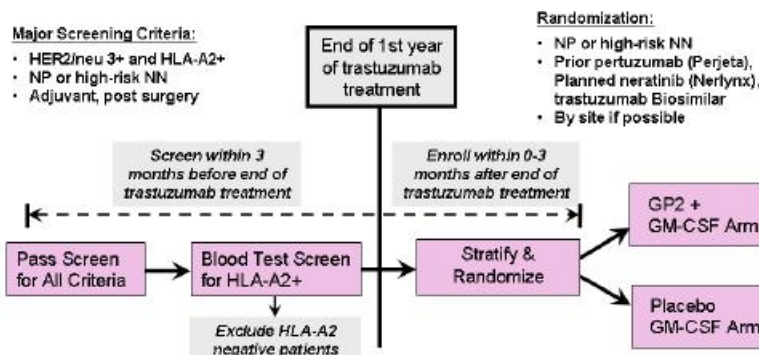 Major Screening Criteria:
• HER2/neu 3+ and HLA-A2+
• NP or high-risk NN
• Adjuvant, post surgery
End of 1st year
of trastuzumab
treatment
Randomization:
• NP or high-risk NN
• Prior pertuzumab (Perjeta),
Planned neratinib (Nerlynx),
trastuzumab Biosimilar
• By site if possible
Screen within 3
months before end of
trastuzumab treatment
Enroll within 0-3
months after end of
trastuzumab treatment
Pass Screen
for All Criteria
Blood Test Screen
for HLA-A2+
Stratify &
Randomize
GP2 +
GM-CSF Arm
Placebo
GM-CSF Arm
Exclude HLA-A2
negative patients